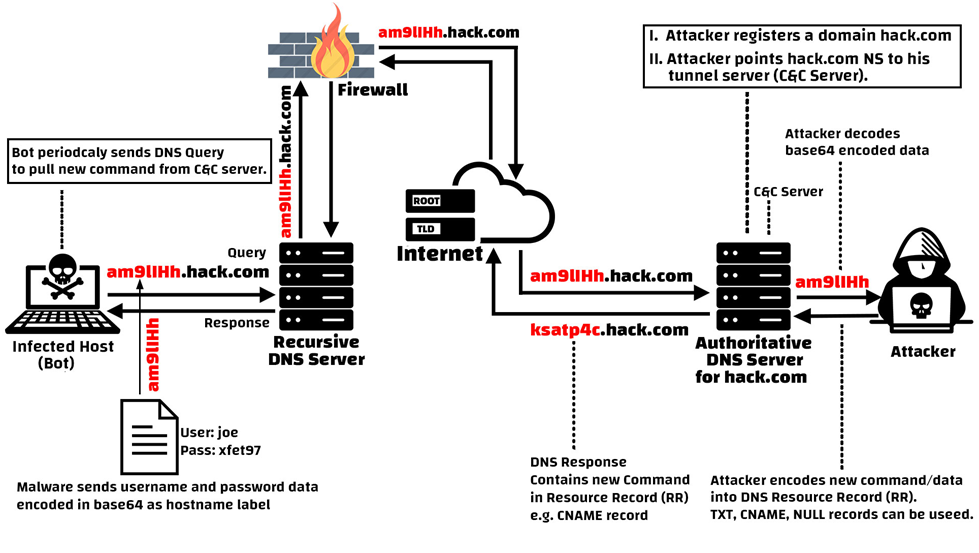 am9lIHh.hack.com
Firewall
am9lIHh.hack.com
I. Attacker registers a domain hack.com
II. Attacker points hack.com NS to his
tunnel server (C&C Server).
Bot periodcaly sends DNS Query
to pull new command from C&C server.
Attacker decodes
base64 encoded data
C&C Server
ROOT
TLD
Internet
Query
am9lIHh.hack.com
Response
Infected Host
(Bot)
am9lIHh
Recursive
DNS Server
am9lIHh.hack.com
ksatp4c.hack.com
am9lIHh
Authoritative
DNS Server
for hack.com
Attacker
User: joe
Pass: xfet97
Malware sends username and password data
encoded in base64 as hostname label
DNS Response
Contains new Command
in Resource Record (RR)
e.g. CNAME record
Attacker encodes new command/data
into DNS Resource Record (RR).
TXT, CNAME, NULL records can be useed.